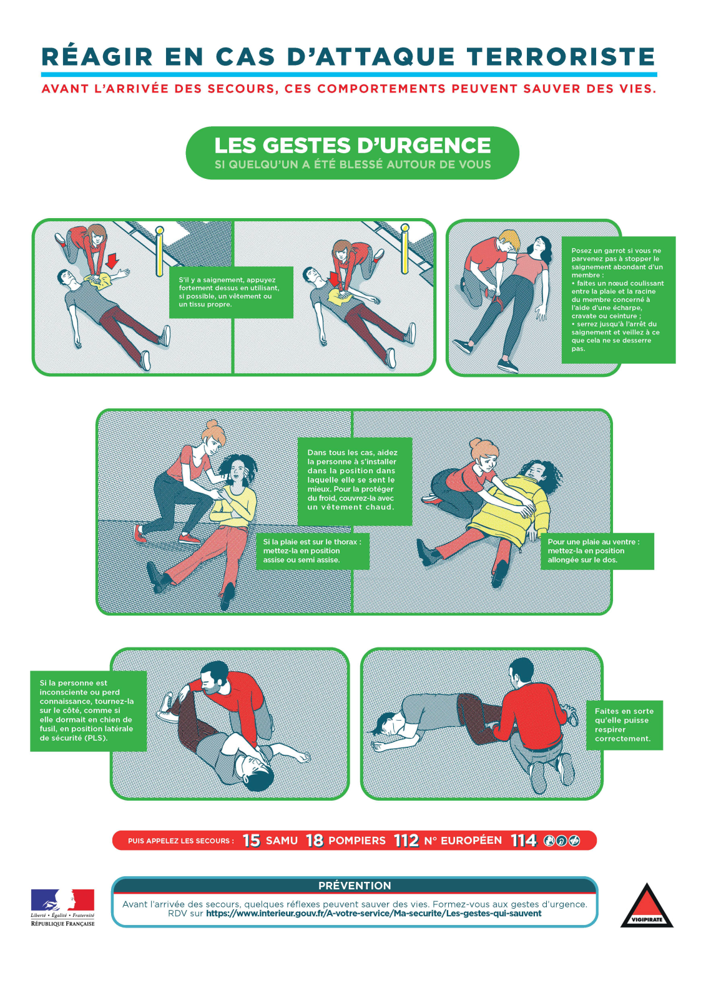 RÉAGIR EN CAS D'ATTAQUE TERRORISTE
AVANT L'ARRIVÉE DES SECOURS, CES COMPORTEMENTS PEUVENT SAUVER DES VIES.
LES GESTES D'URGENCE
SI QUELQU'UN A ÉTÉ BLESSÉ AUTOUR DE VOUS
S'il y a saignement, appuyez
fortement dessus en utilisant,
si possible, un vêtement ou
un tissu propre.
Posez un garrot si vous ne
parvenez pas à stopper le
saignement abondant d'un
membre :
• faites un nœud coulissant
entre la plaie et la racine
du membre concerné à
l'aide d'une écharpe,
cravate ou ceinture ;
• serrez jusqu'à l'arrêt du
saignement et veillez à ce
que cela ne se desserre
pas.
Dans tous les cas, aidez
la personne à s'installer
dans la position dans
laquelle elle se sent le
mieux. Pour la protéger
du froid, couvrez-la avec
un vêtement chaud.
Si la plaie est sur le thorax :
mettez-la en position
assise ou semi assise.
Pour une plaie au ventre :
mettez-la en position
allongée sur le dos.
Si la personne est
inconsciente ou perd
connaissance, tournez-la
sur le côté, comme si
elle dormait en chien de
fusil, en position latérale
de sécurité (PLS).
Faites en sorte
qu'elle puisse
respirer
correctement.
PUIS APPELEZ LES SECOURS : 15 SAMU 18 POMPIERS 112 N° EUROPÉEN 114
PRÉVENTION
Avant l'arrivée des secours, quelques réflexes peuvent sauver des vies. Formez-vous aux gestes d'urgence.
RDV sur https://www.interieur.gouv.fr/A-votre-service/Ma-securite/Les-gestes-qui-sauvent
Liberté • Égalité • Fraternité
RÉPUBLIQUE FRANÇAISE
VIGIPIRATE